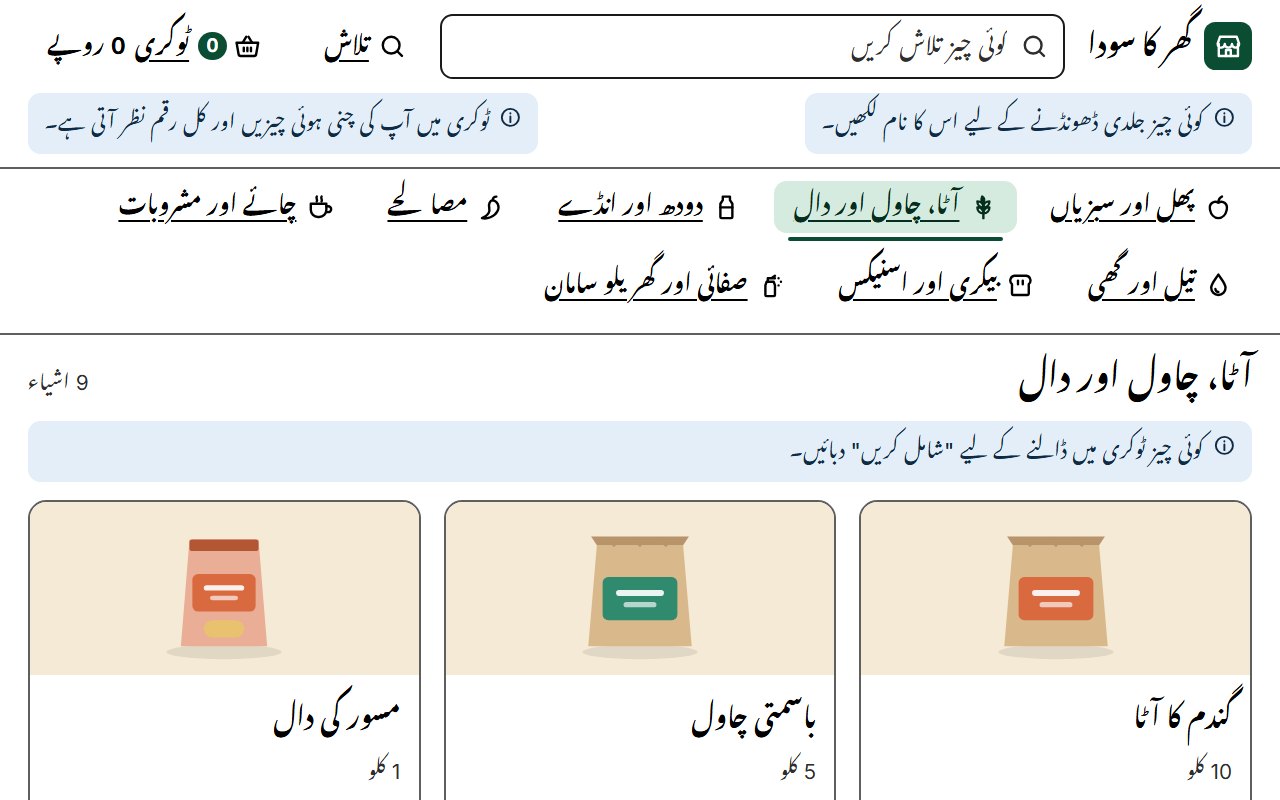 گھر کا سودا
کوئی چیز تلاش کریں
تلاش
0 ٹوکری 0 روپے
کوئی چیز جلدی ڈھونڈنے کے لیے اس کا نام لکھیں۔
ٹوکری میں آپ کی چنی ہوئی چیزیں اور کل رقم نظر آتی ہے۔
پھل اور سبزیاں
آٹا، چاول اور دال
دودھ اور انڈے
مصالحے
چائے اور مشروبات
تیل اور گھی
بیکری اور اسنیکس
صفائی اور گھریلو سامان
آٹا، چاول اور دال
9 اشیاء
کوئی چیز ٹوکری میں ڈالنے کے لیے "شامل کریں" دبائیں۔
گندم کا آٹا
10 کلو
باسمتی چاول
5 کلو
مسور کی دال
1 کلو